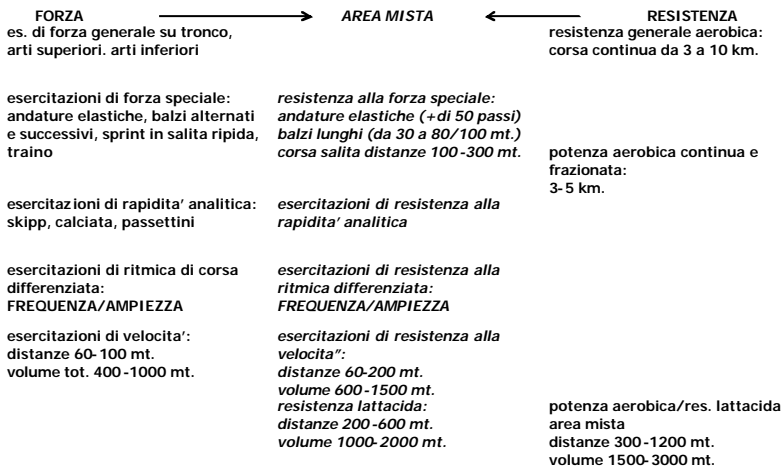 FORZA
AREA MISTA
RESISTENZA
es. di forza generale su tronco,
arti superiori. arti inferiori
resistenza generale aerobica:
corsa continua da 3 a 10 km.
esercitazioni di forza speciale:
andature elastiche, balzi alternati
e successivi, sprint in salita ripida,
traino
resistenza alla forza speciale:
andature elastiche (+di 50 passi)
balzi lunghi (da 30 a 80/100 mt.)
corsa salita distanze 100-300 mt.
potenza aerobica continua e
frazionata:
3-5 km.
esercitazioni di rapidita' analitica:
skipp, calciata, passettini
esercitazioni di resistenza alla
rapidita' analitica
esercitazioni di ritmica di corsa
differenziata:
FREQUENZA/AMPIEZZA
esercitazioni di resistenza alla
ritmica differenziata:
FREQUENZA/AMPIEZZA
esercitazioni di velocita':
distanze 60-100 mt.
volume tot. 400-1000 mt.
esercitazioni di resistenza alla
velocita":
distanze 60-200 mt.
volume 600-1500 mt.
resistenza lattacida:
distanze 200-600 mt.
volume 1000-2000 mt.
potenza aerobica/res. lattacida
area mista
distanze 300-1200 mt.
volume 1500-3000 mt.